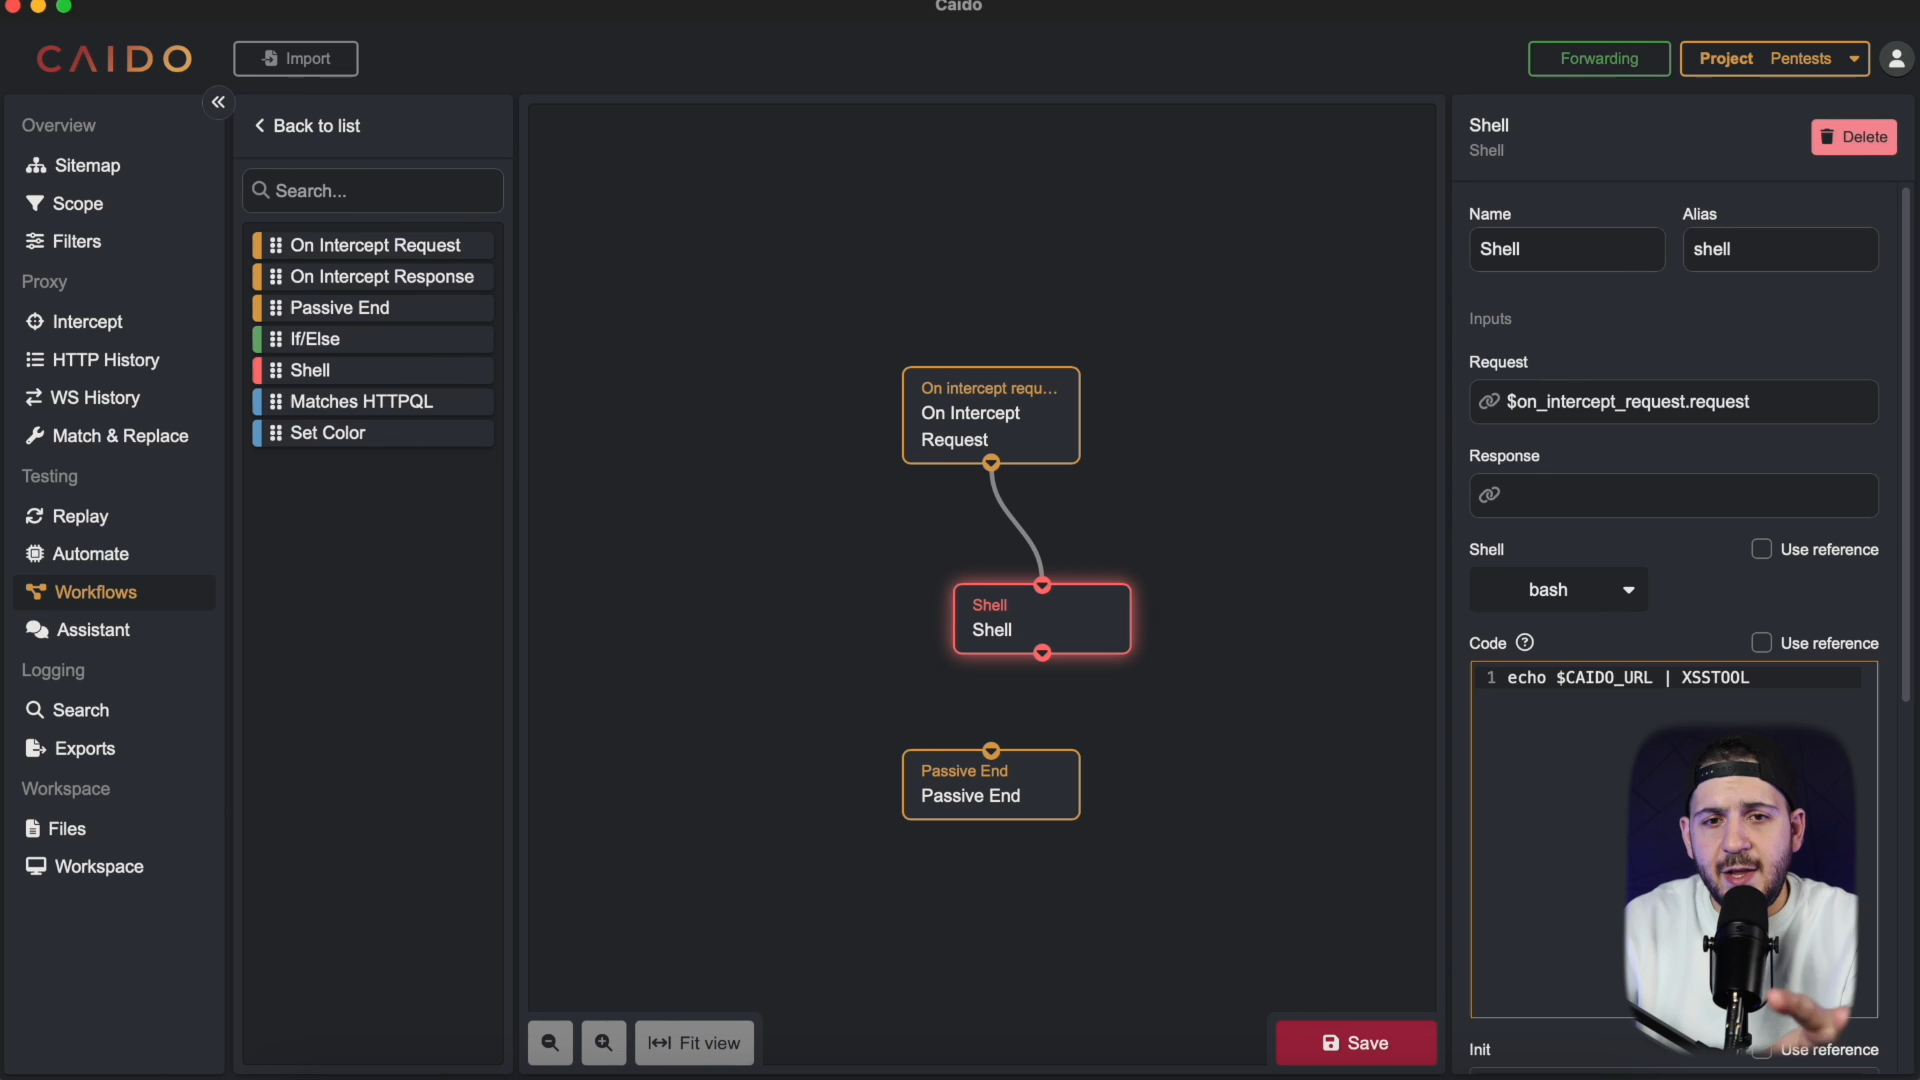 Caido
CAIDO
Import
Forwarding
Project Pentests
Overview
Sitemap
Scope
Filters
Proxy
Intercept
HTTP History
WS History
Match & Replace
Testing
Replay
Automate
Workflows
Assistant
Logging
Search
Exports
Workspace
Files
Workspace
Back to list
Search...
On Intercept Request
On Intercept Response
Passive End
If/Else
Shell
Matches HTTPQL
Set Color
On intercept requ...
On Intercept
Request
Shell
Shell
Passive End
Passive End
Fit view
Save
Shell
Shell
Delete
Name
Alias
Shell
shell
Inputs
Request
$on_intercept_request.request
Response
Shell
Use reference
bash
Code
Use reference
1 echo $CAIDO_URL | XSSTOOL
Init
Use reference